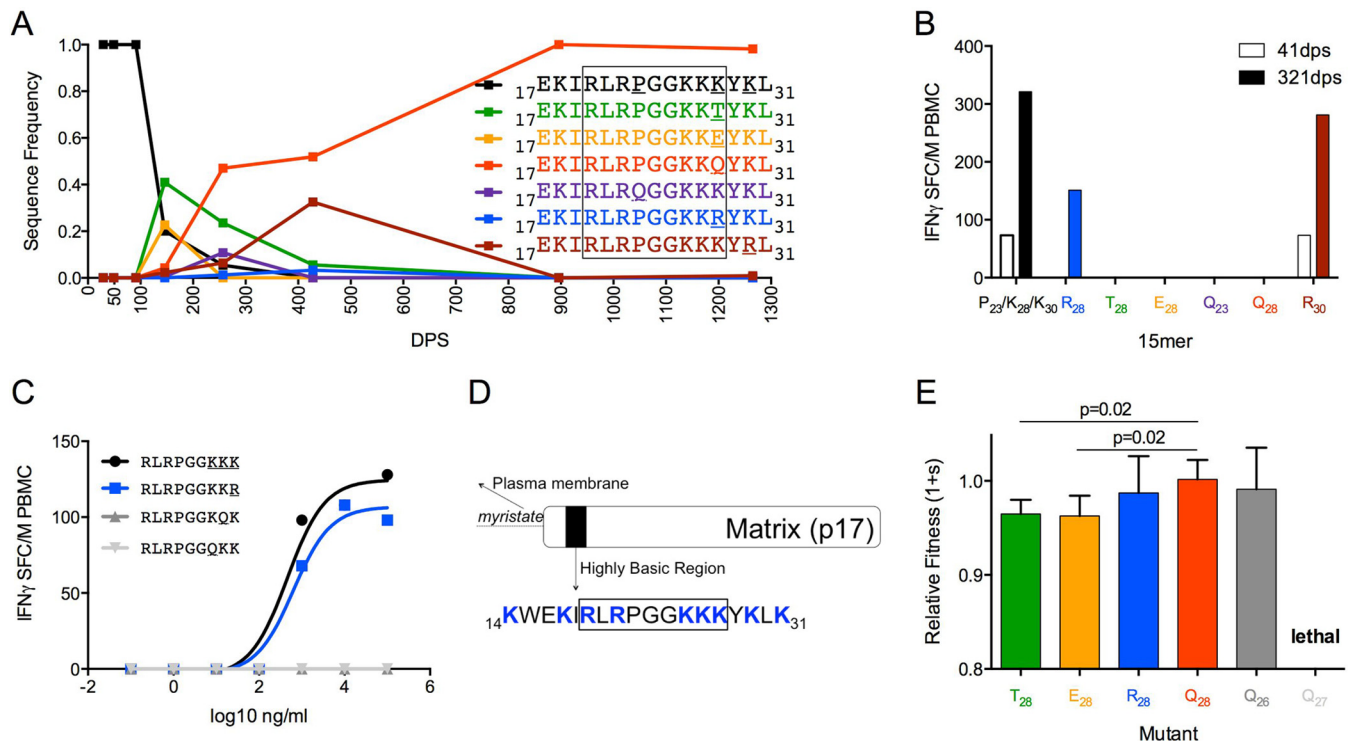 A
Sequence Frequency
1.0
0.8
0.6
0.4
0.2
0.0
17EKIRLRPGGKKKYKL31
17EKIRLRPGGKKTYKL31
17EKIRLRPGGKKEYKL31
17EKIRLRPGGKKQYKL31
17EKIRLRQGGKKKYKL31
17EKIRLRPGGKKRYKL31
17EKIRLRPGGKKKYRL31
0 50 100 200 300 400 500 600 700 800 900 1000 1100 1200 1300
DPS
B
IFNγ SFC/M PBMC
400
300
200
100
0
41dps
321dps
P23/K28/K30 R28 T28 E28 Q23 Q28 R30
15mer
C
IFNγ SFC/M PBMC
150
100
50
0
RLRPGGKKK
RLRPGGKKR
RLRPGGKQK
RLRPGGQKK
-2 0 2 4 6
log10 ng/ml
D
Plasma membrane
myristate
Matrix (p17)
Highly Basic Region
14KWEKIRLRPGGKKKYKLK31
E
Relative Fitness (1+s)
1.0
0.9
0.8
p=0.02
p=0.02
lethal
T28 E28 R28 Q28 Q26 Q27
Mutant